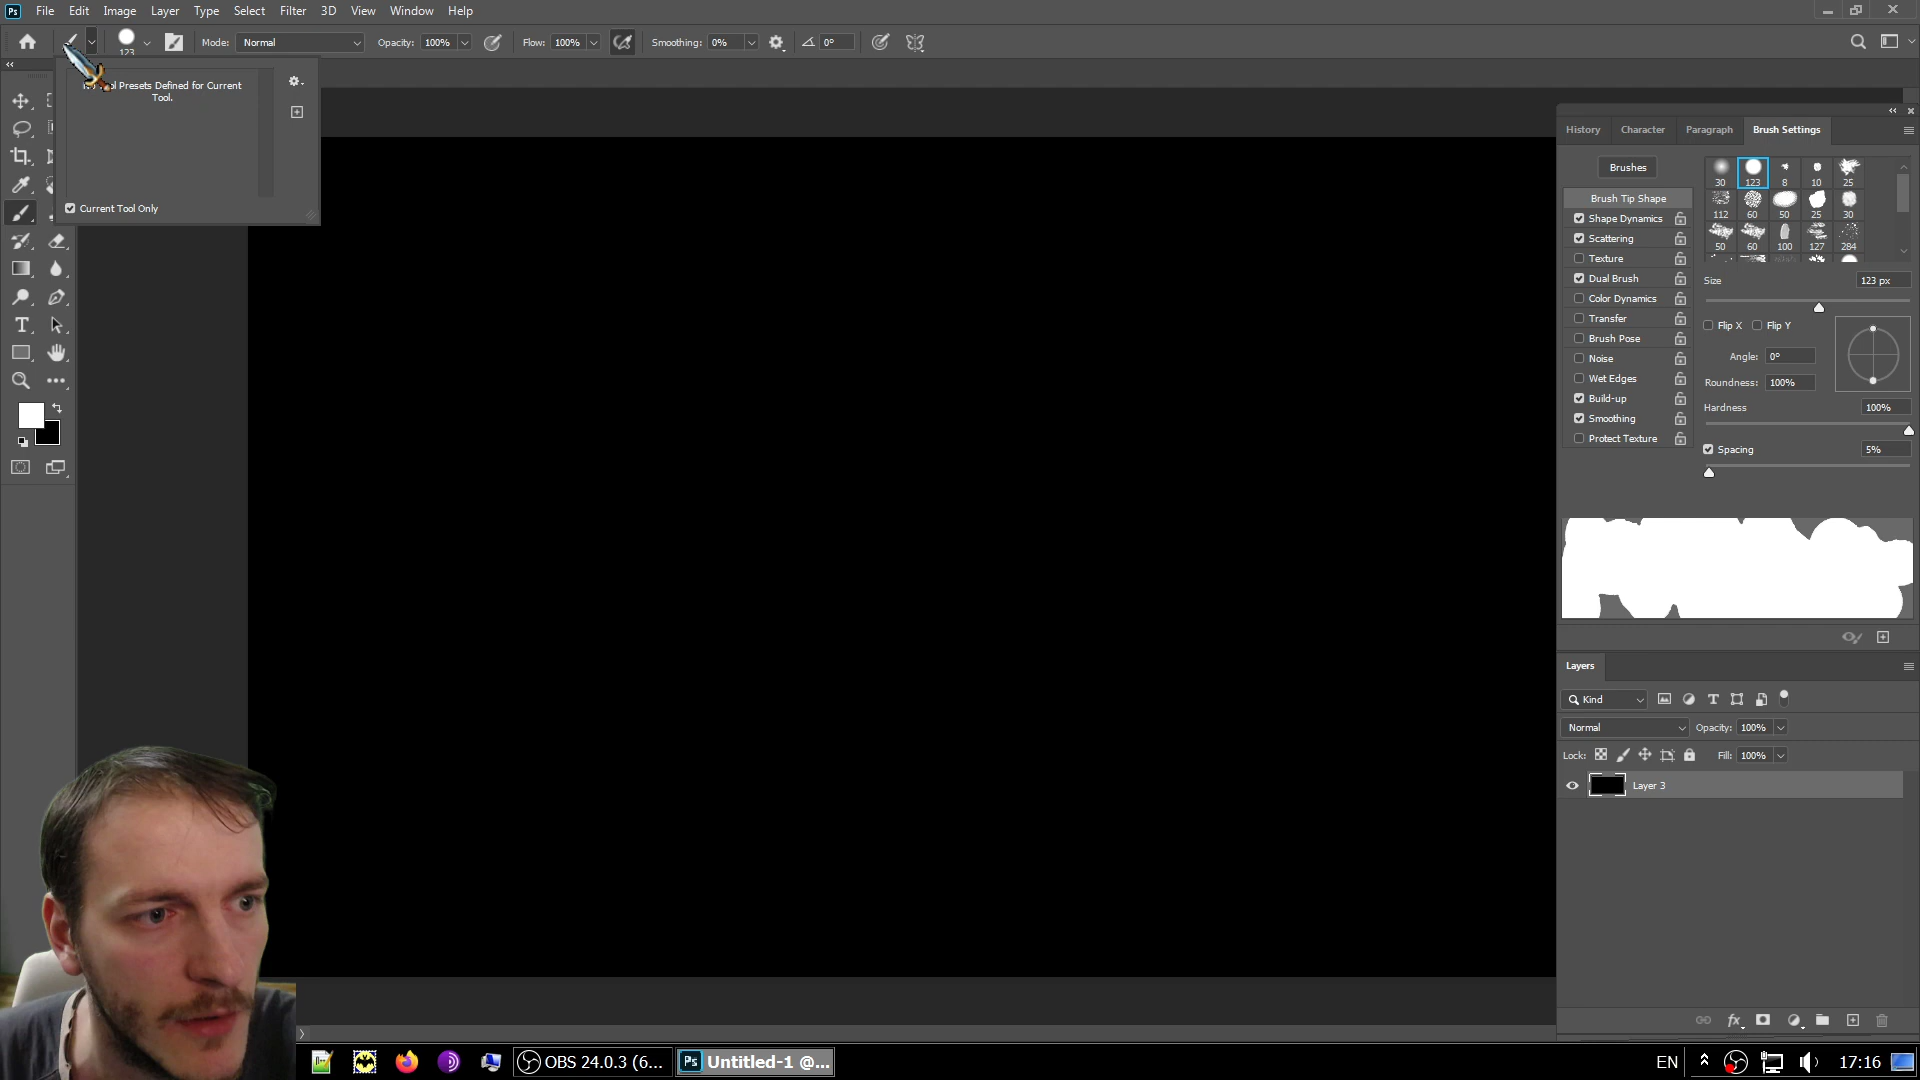 Ps File Edit Image Layer Type Select Filter 3D View Window Help
123 Mode: Normal Opacity: 100% Flow: 100% Smoothing: 0% 0°
Presets Defined for Current
Tool.
Current Tool Only
History Character Paragraph Brush Settings
Brushes
30 123 8 10 25
112 60 50 25 30
50 60 100 127 284
Brush Tip Shape
Shape Dynamics
Scattering
Texture
Dual Brush
Color Dynamics
Transfer
Brush Pose
Noise
Wet Edges
Build-up
Smoothing
Protect Texture
Size 123 px
Flip X Flip Y
Angle: 0°
Roundness: 100%
Hardness 100%
Spacing 5%
Layers
Kind
Normal Opacity: 100%
Lock: Fill: 100%
Layer 3
OBS 24.0.3 (6... Ps Untitled-1 @... EN 17:16